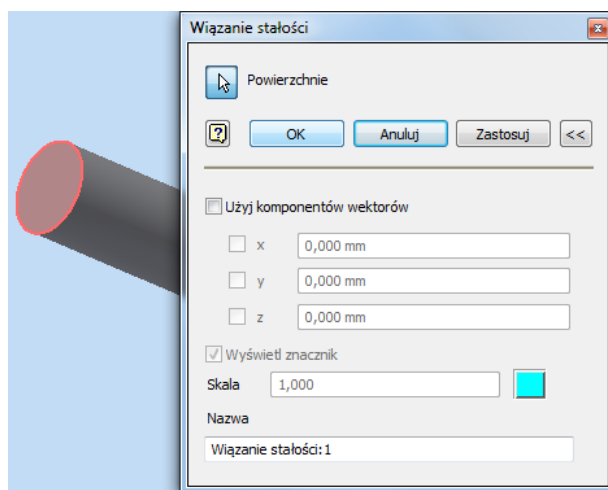 Wiązanie stałości
Powierzchnie
OK Anuluj Zastosuj <<
Użyj komponentów wektorów
x 0,000 mm
y 0,000 mm
z 0,000 mm
Wyświetl znacznik
Skala 1,000
Nazwa
Wiązanie stałości:1